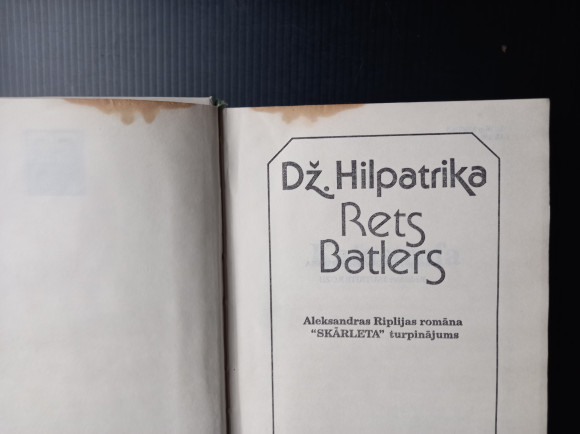 Dž. Hilpatrika
Rets
Batlers
Aleksandras Riplijas romāna
“SKĀRLETA” turpinājums